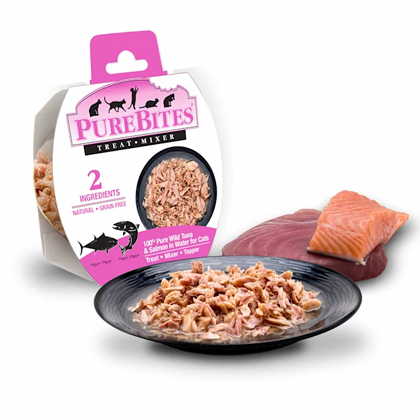 PUREBITES®
TREAT • MIXER
2
INGREDIENTS
NATURAL • GRAIN FREE
100% Pure Wild Tuna
& Salmon in Water for Cats
Treat • Mixer • Topper